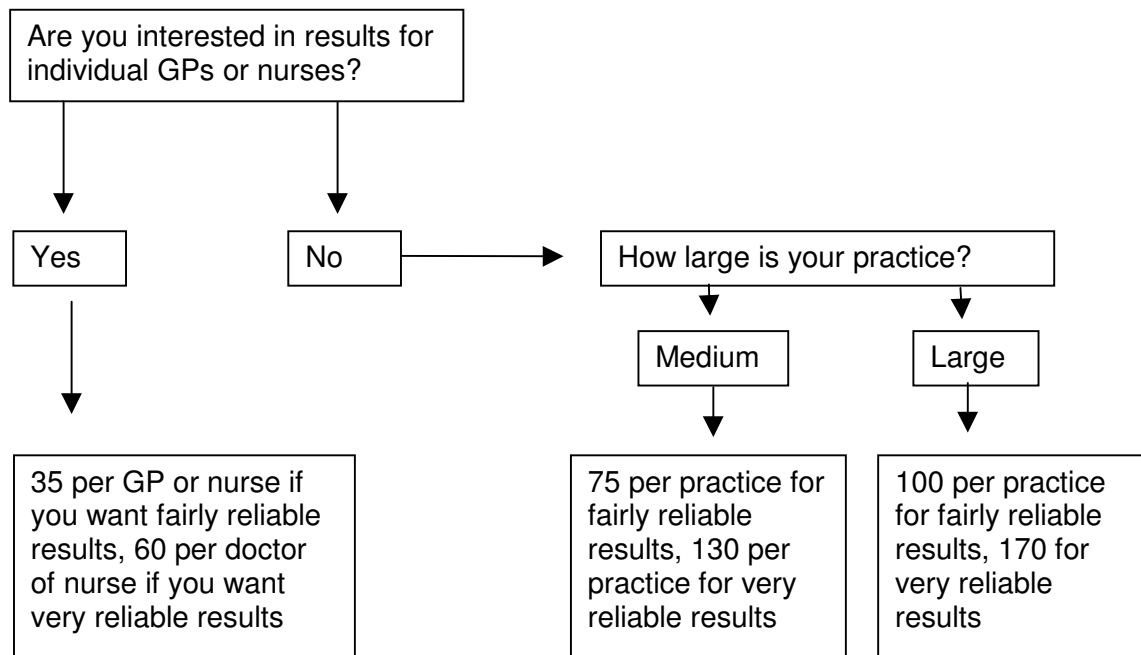 Are you interested in results for
individual GPs or nurses?
Yes
No
How large is your practice?
Medium
Large
35 per GP or nurse if
you want fairly reliable
results, 60 per doctor
of nurse if you want
very reliable results
75 per practice for
fairly reliable
results, 130 per
practice for very
reliable results
100 per practice
for fairly reliable
results, 170 for
very reliable
results